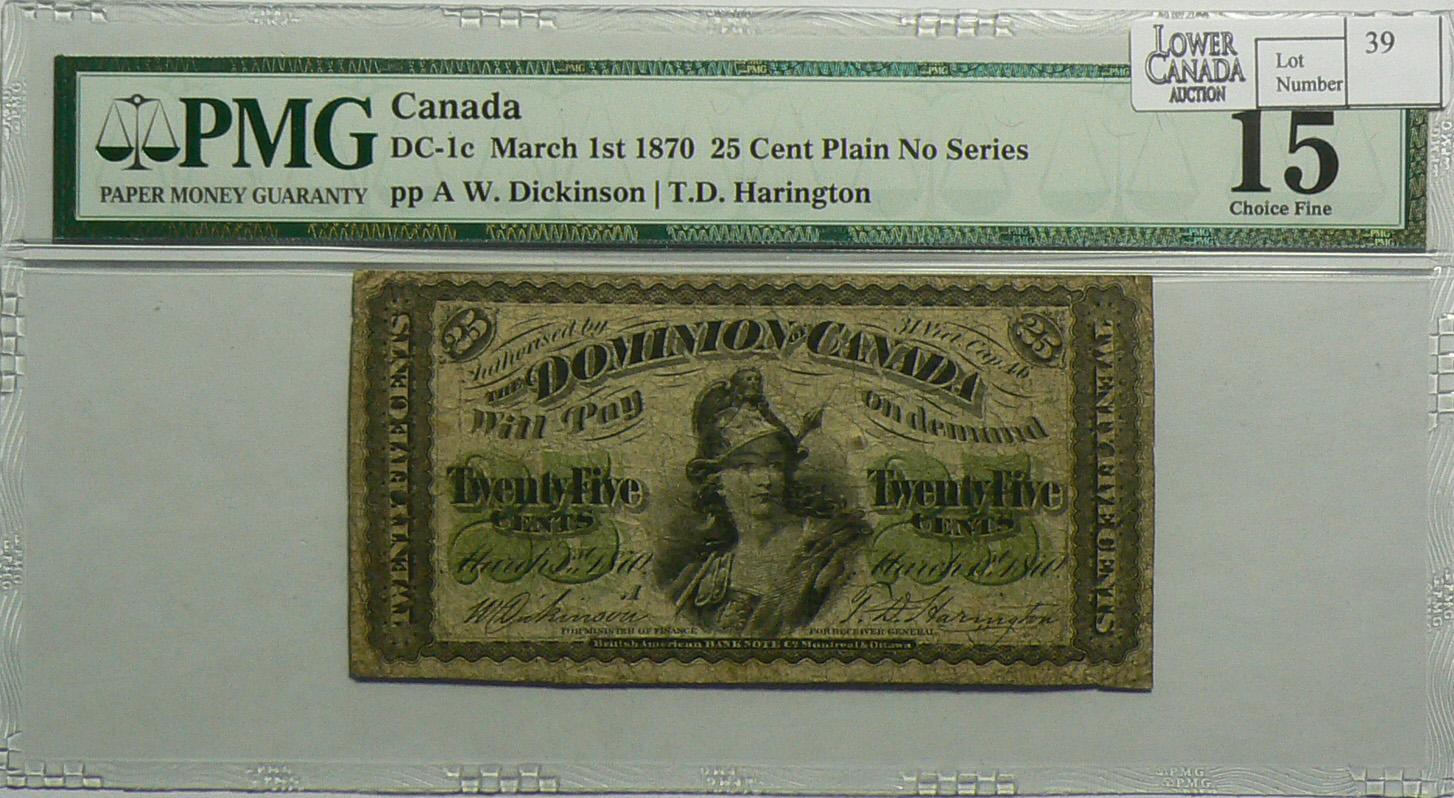 LOWER
CANADA
AUCTION
Lot
Number
39
PMG
PAPER MONEY GUARANTY
Canada
DC-1c March 1st 1870 25 Cent Plain No Series
pp A W. Dickinson | T.D. Harington
15
Choice Fine
25
Authorised by
31 Vict. Cap. 46
25
THE DOMINION OF CANADA
Will Pay
on demand
TWENTY FIVE CENTS
TWENTY FIVE CENTS
Twenty Five
CENTS
Twenty Five
CENTS
25
25
March 1st, 1870
March 1st, 1870
A
W Dickinson
T. D. Harington
FOR MINISTER OF FINANCE
FOR RECEIVER GENERAL
British American BANK NOTE Co. Montreal & Ottawa